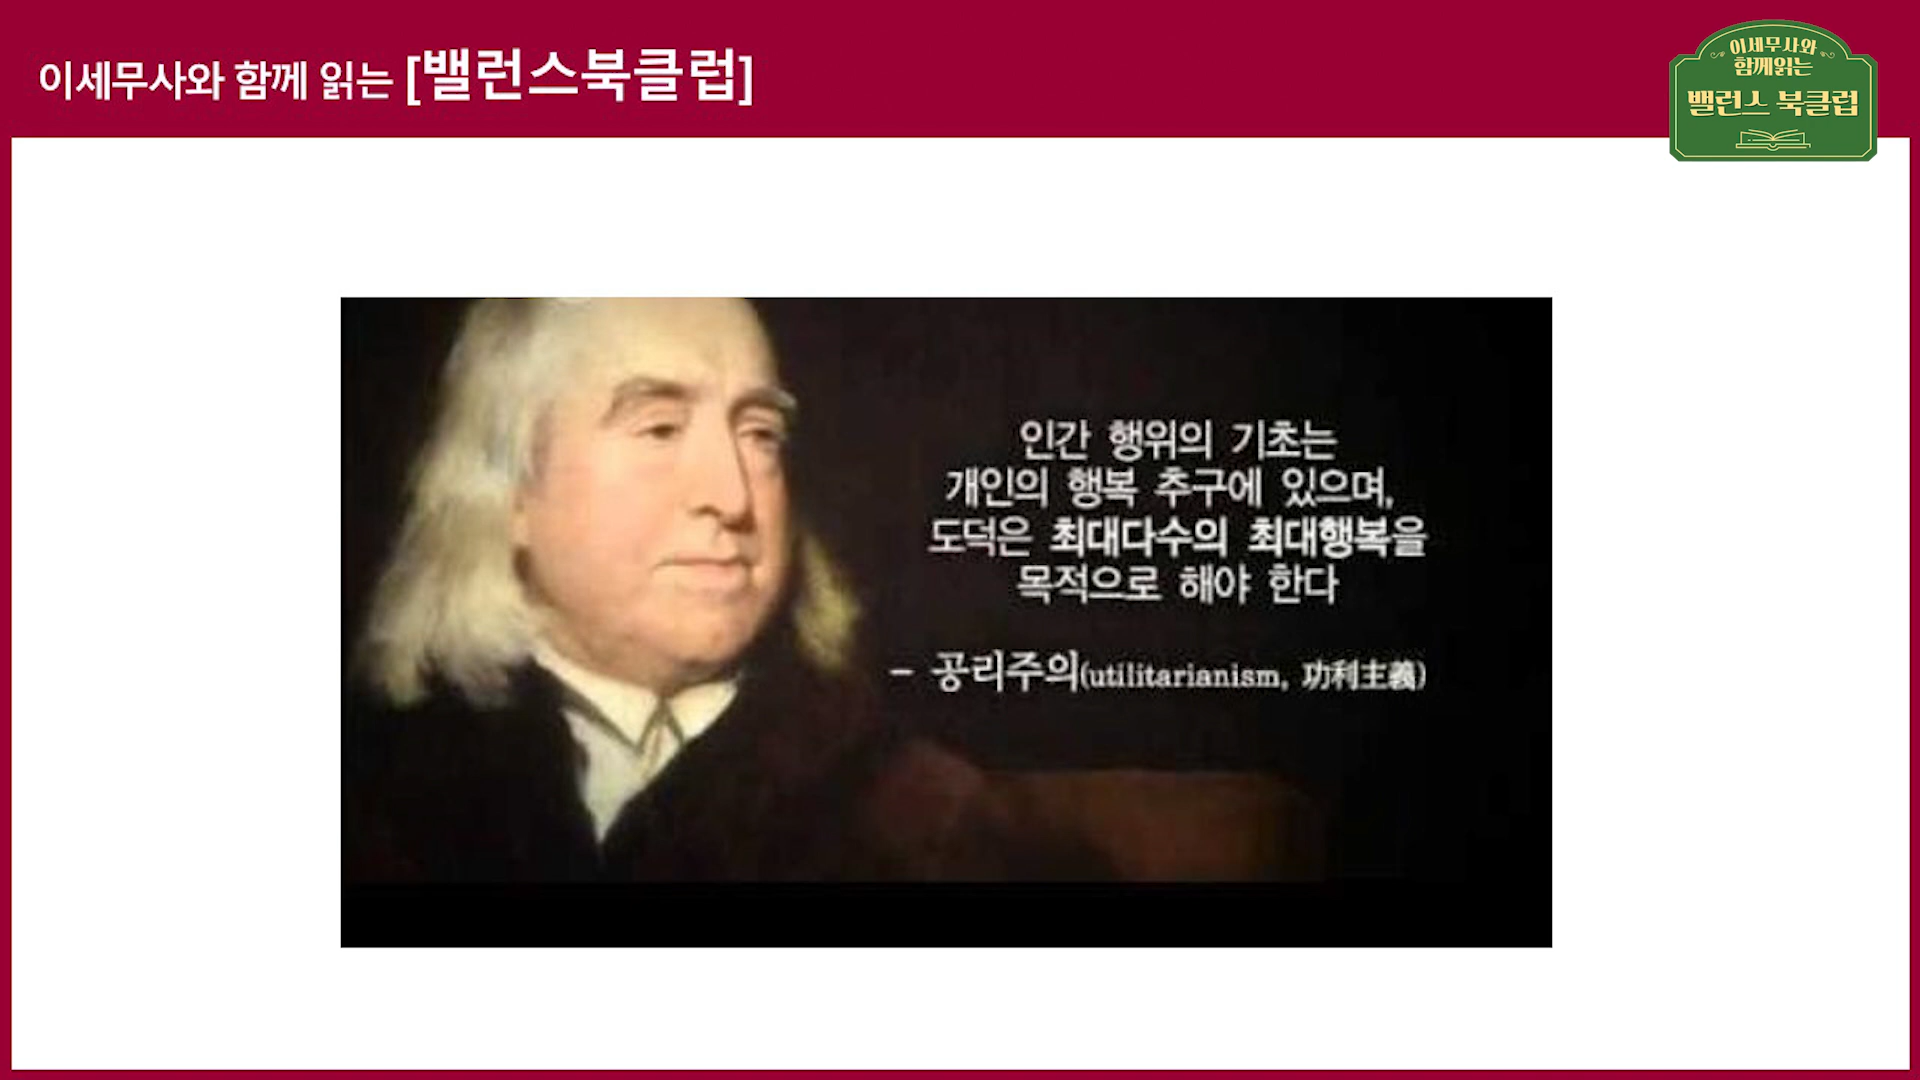 이세무사와 함께 읽는 [밸런스북클럽]
이세무사와
함께읽는
밸런스 북클럽
인간 행위의 기초는
개인의 행복 추구에 있으며,
도덕은 최대다수의 최대행복을
목적으로 해야 한다
- 공리주의(utilitarianism, 功利主義)